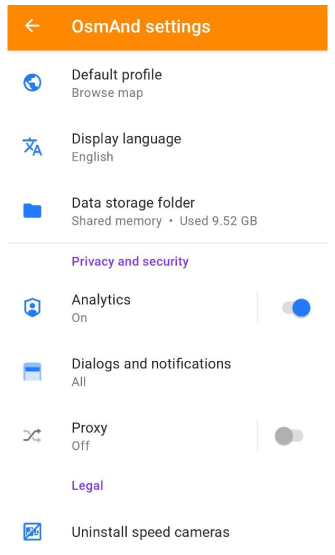 OsmAnd settings
Default profile
Browse map
Display language
English
Data storage folder
Shared memory • Used 9.52 GB
Privacy and security
Analytics
On
Dialogs and notifications
All
Proxy
Off
Legal
Uninstall speed cameras